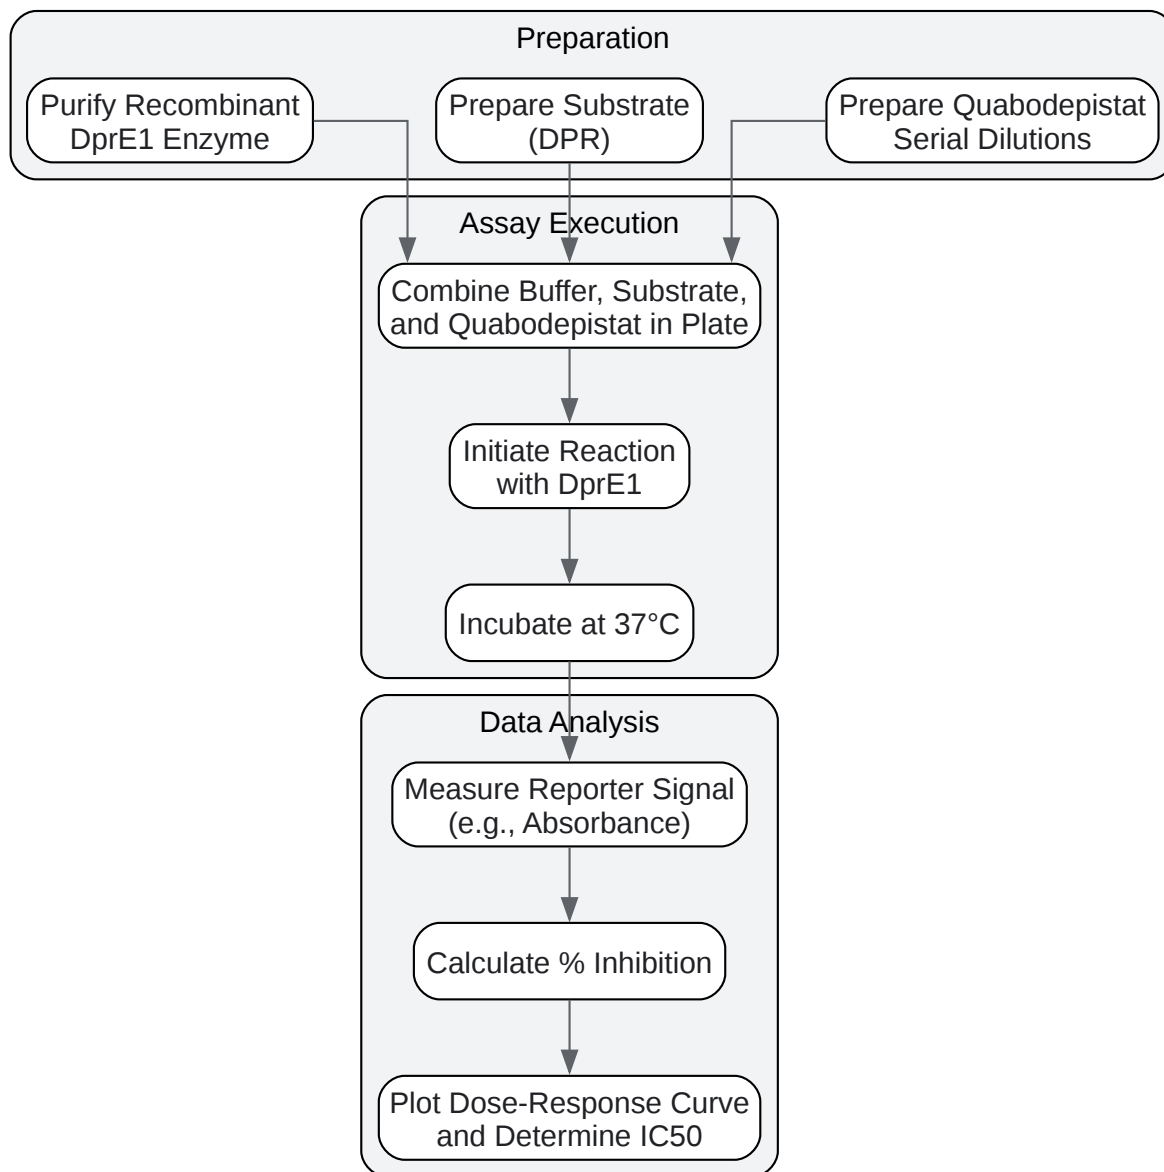 Preparation
Purify Recombinant
DprE1 Enzyme
Prepare Substrate
(DPR)
Prepare Quabodepistat
Serial Dilutions
Assay Execution
Combine Buffer, Substrate,
and Quabodepistat in Plate
Initiate Reaction
with DprE1
Incubate at 37°C
Data Analysis
Measure Reporter Signal
(e.g., Absorbance)
Calculate % Inhibition
Plot Dose-Response Curve
and Determine IC50